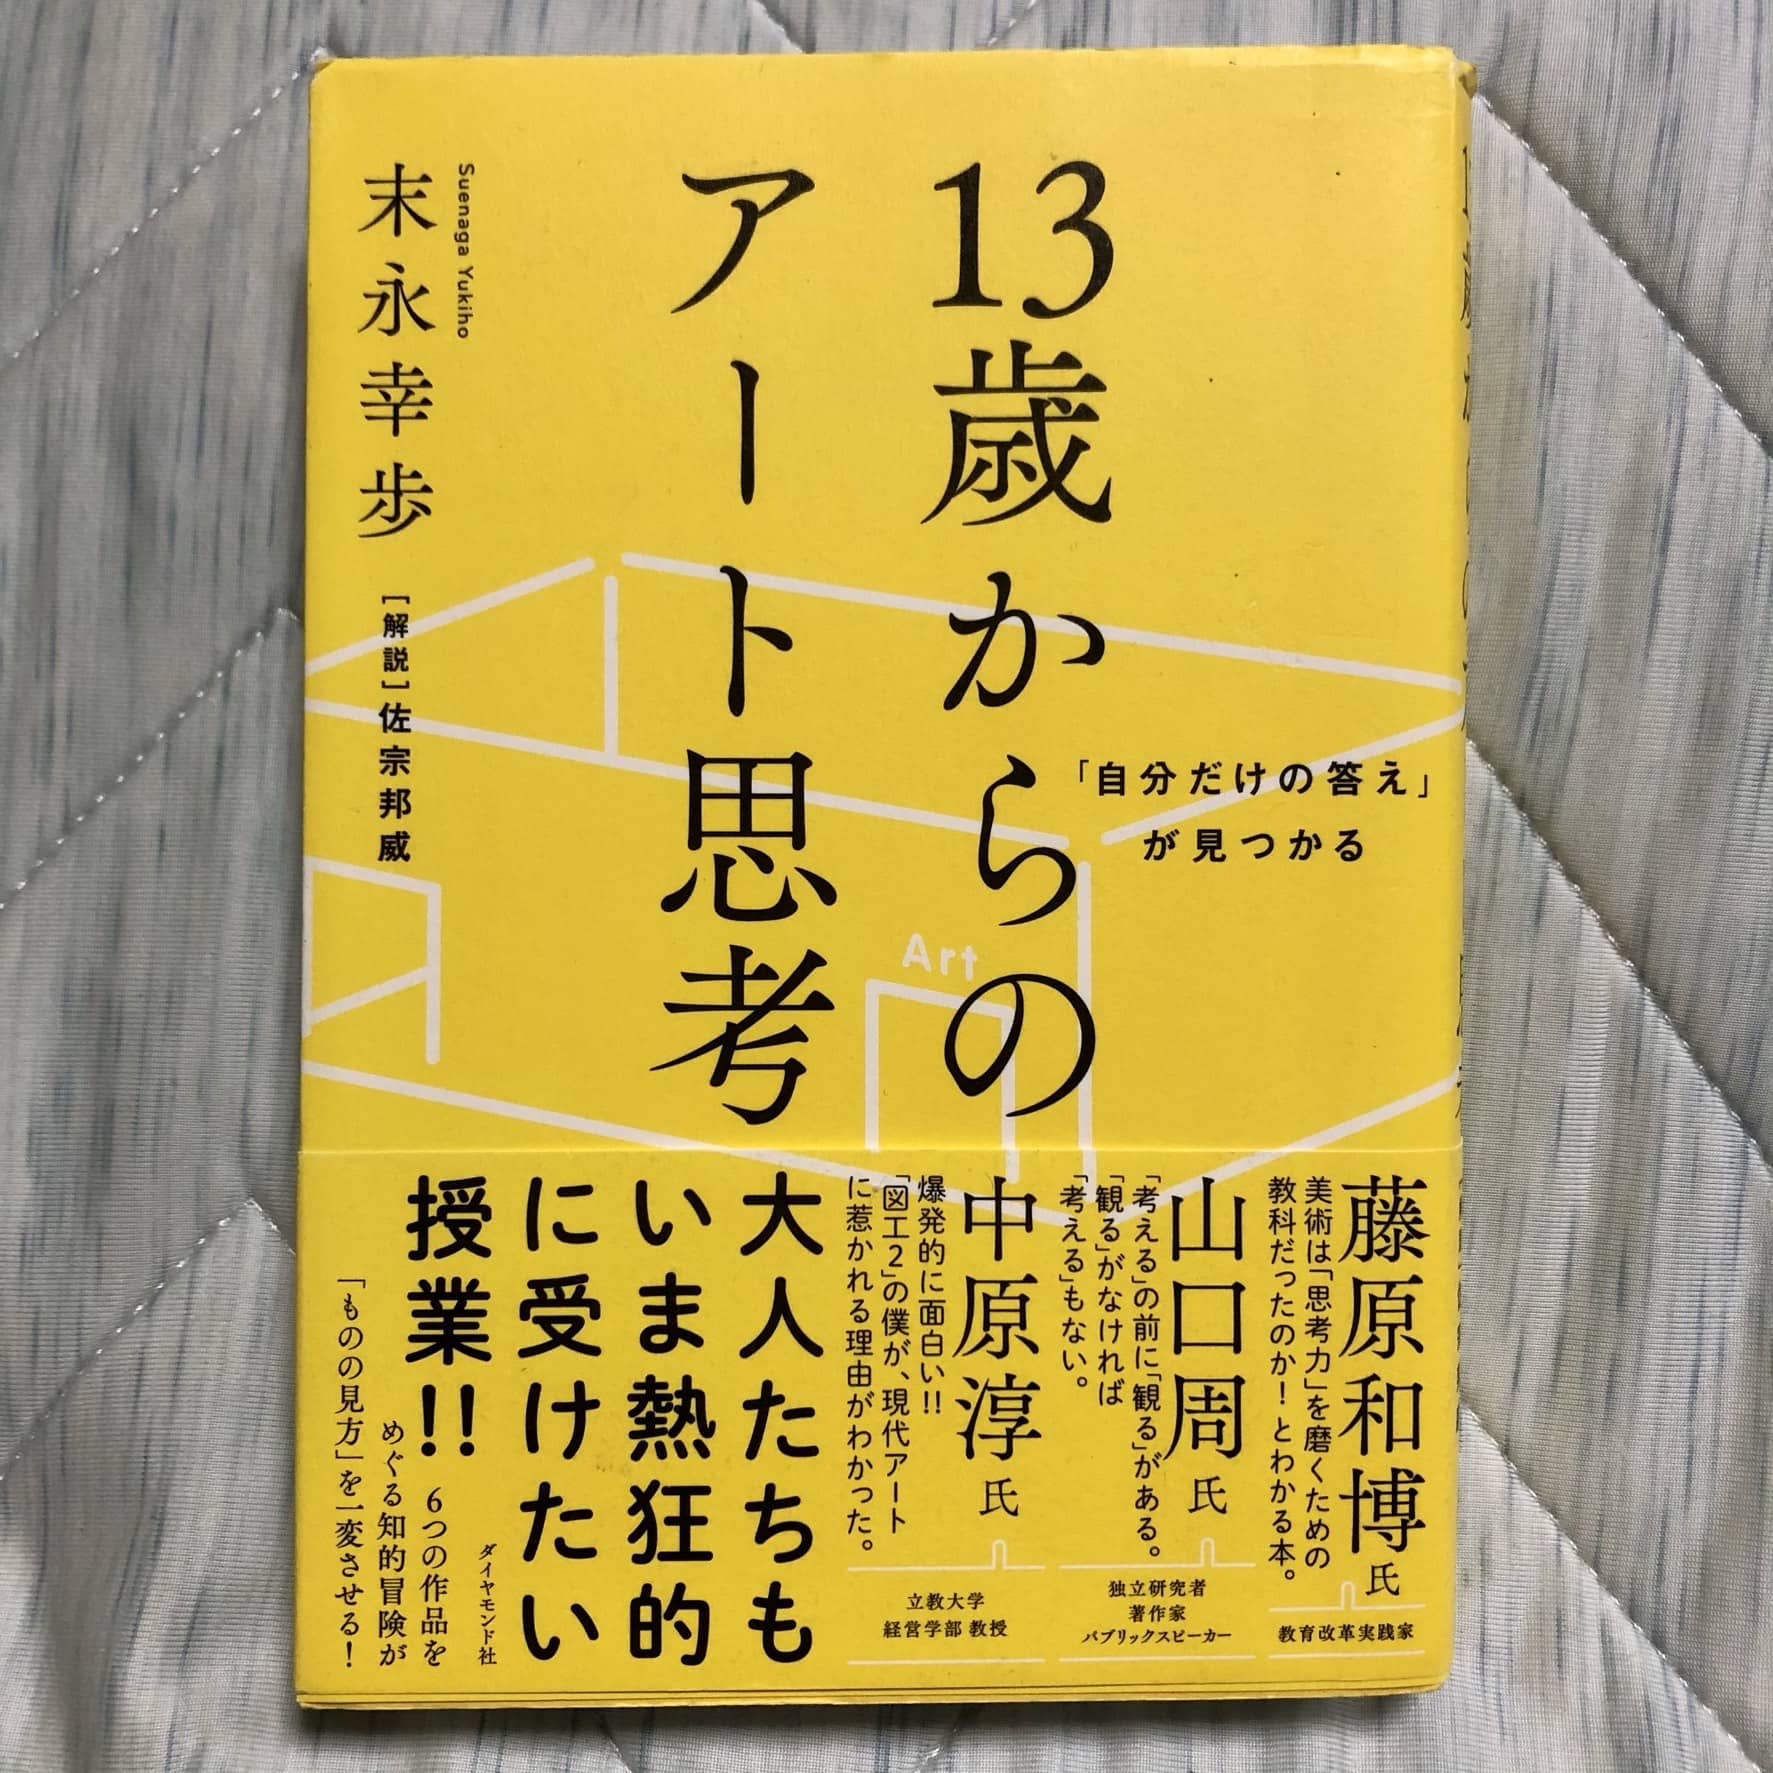 13歳からの
アート思考
「自分だけの答え」
が見つかる
Suenaga Yukiho
末永幸歩
[解説]佐宗邦威
Art
藤原和博氏
美術は「思考力」を磨くための
教科だったのか！とわかる本。
教育改革実践家
山口周氏
「考える」の前に「観る」がある。
「観る」がなければ
「考える」もない。
独立研究者
著作家
パブリックスピーカー
中原淳氏
爆発的に面白い!!
「図工2」の僕が、現代アート
に惹かれる理由がわかった。
立教大学
経営学部 教授
大人たちも
いま熱狂的
に受けたい
授業!!
6つの作品を
めぐる知的冒険が
「ものの見方」を一変させる！
ダイヤモンド社